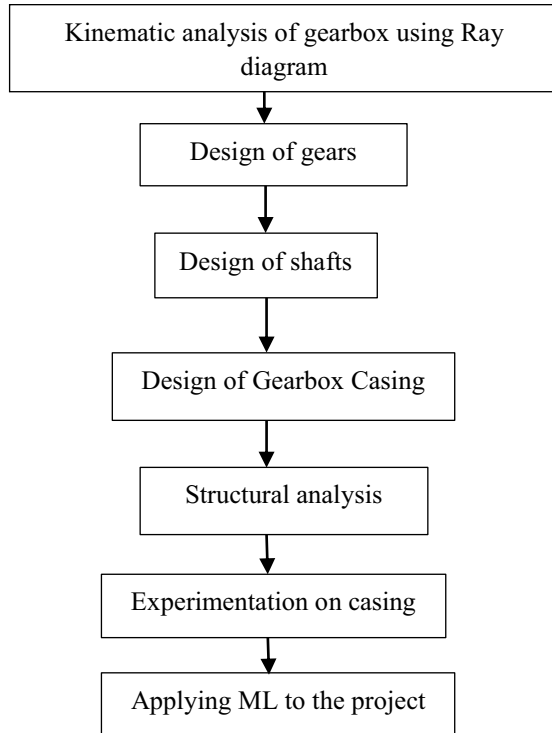 Kinematic analysis of gearbox using Ray
diagram
Design of gears
Design of shafts
Design of Gearbox Casing
Structural analysis
Experimentation on casing
Applying ML to the project